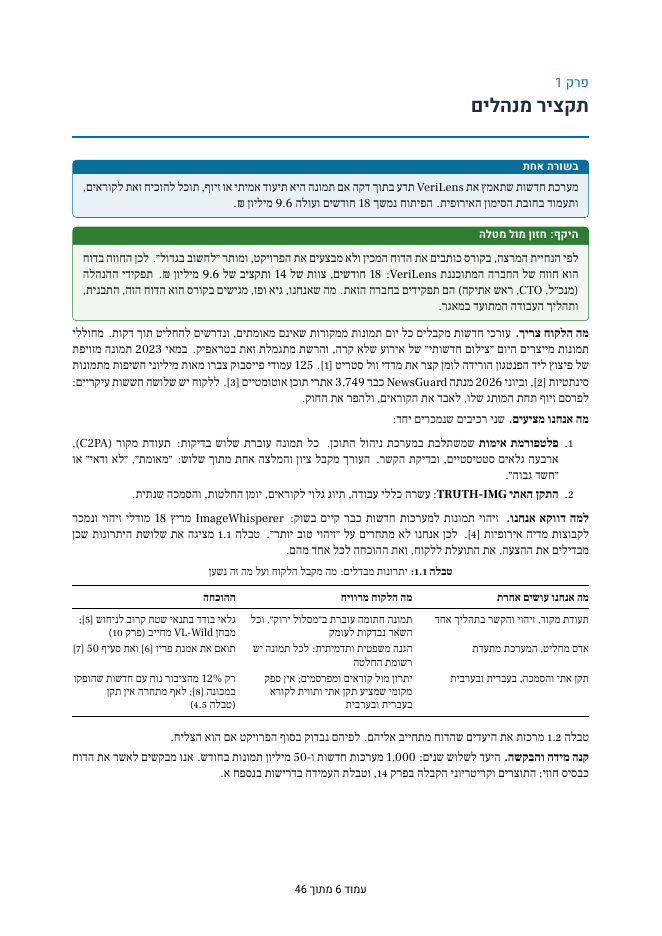 פרק 1
תקציר מנהלים
בשורה אחת
מערכת חדשות שתאמץ את VeriLens תדע בתוך דקה אם תמונה היא תיעוד אמיתי או זיוף, תוכל להוכיח זאת לקוראים,
ותעמוד בחובת הסימון האירופית. הפיתוח נמשך 18 חודשים ועולה 9.6 מיליון ₪.
היקף: חזון מול מטלה
לפי הנחיית המרצה, בקורס כותבים את הדוח המכין ולא מבצעים את הפרויקט, ומותר "לחשוב בגדול". לכן החווה בדוח
הוא חווה של החברה המתוכננת VeriLens: 18 חודשים, צוות של 14 ותקציב של 9.6 מיליון ₪. תפקידי ההנהלה
(מנכ"ל, CTO, ראש אתיקה) הם תפקידים בחברה הזאת. מה שאנחנו, גיא ופז, מגישים בקורס הוא הדוח הזה, התבנית,
ותהליך העבודה המתועד במאגר.
מה הלקוח צריך. עורכי חדשות מקבלים כל יום תמונות ממקורות שאינם מאומתים, ונדרשים להחליט תוך דקות. מחוללי
תמונות מייצרים היום "צילום חדשותי" של אירוע שלא קרה, והרשת מתגמלת זאת בטראפיק. במאי 2023 תמונה מזויפת
של פיצוץ ליד הפנטגון הורידה לזמן קצר את מדדי וול סטריט [1]. 125 עמודי פייסבוק צברו מאות מיליוני חשיפות מתמונות
סינתטיות [2], וביוני 2026 מנתה NewsGuard כבר 3,749 אתרי תוכן אוטומטיים [3]. ללקוח יש שלושה חששות עיקריים:
לפרסם זיוף תחת המותג שלו, לאבד את הקוראים, ולהפר את החוק.
מה אנחנו מציעים. שני רכיבים שנמכרים יחד:
1. פלטפורמת אימות שמשתלבת במערכת ניהול התוכן. כל תמונה עוברת שלוש בדיקות: תעודת מקור (C2PA),
ארבעה גלאים סטטיסטיים, ובדיקת הקשר. העורך מקבל ציון והמלצה אחת מתוך שלוש: "מאומת", "לא ודאי" או
"חשד גבוה".
2. התקן האתי TRUTH-IMG: עשרה כללי עבודה, תיוג גלוי לקוראים, יומן החלטות, והסמכה שנתית.
למה דווקא אנחנו. זיהוי תמונות למערכות חדשות כבר קיים בשוק: ImageWhisperer מריץ 18 מודלי זיהוי ונמכר
לקבוצות מדיה אירופיות [4]. לכן אנחנו לא מתחרים על "זיהוי טוב יותר". טבלה 1.1 מציגה את שלושת היתרונות שכן
מבדילים את ההצעה, את התועלת ללקוח, ואת ההוכחה לכל אחד מהם.
טבלה 1.1: יתרונות מבדלים: מה מקבל הלקוח ועל מה זה נשען
מה אנחנו עושים אחרת מה הלקוח מרוויח ההוכחה
תעודת מקור, זיהוי והקשר בתהליך אחד תמונה חתומה עוברת ב"מסלול ירוק", וכל גלאי בודד בתנאי שטח קרוב לניחוש [5];
השאר נבדקות לעומק מבחן VL-Wild מחייב (פרק 10)
אדם מחליט, המערכת מתעדת הגנה משפטית ותדמיתית: לכל תמונה יש תואם את אמנת פריז [6] ואת סעיף 50 [7]
רשומת החלטה
תקן אתי והסמכה, בעברית ובערבית יתרון מול קוראים ומפרסמים; אין ספק רק 12% מהציבור נוח עם חדשות שהופקו
מקומי שמציע תקן אתי ותווית לקורא במכונה [8]; לאף מתחרה אין תקן
בעברית ובערבית (טבלה 4.5)
טבלה 1.2 מרכזת את היעדים שהדוח מתחייב אליהם. לפיהם נבדוק בסוף הפרויקט אם הוא הצליח.
קנה מידה והבקשה. היעד לשלוש שנים: 1,000 מערכות חדשות ו-50 מיליון תמונות בחודש. אנו מבקשים לאשר את הדוח
כבסיס חוזי; התוצרים וקריטריוני הקבלה בפרק 14, וטבלת העמידה בדרישות בנספח א.
עמוד 6 מתוך 46